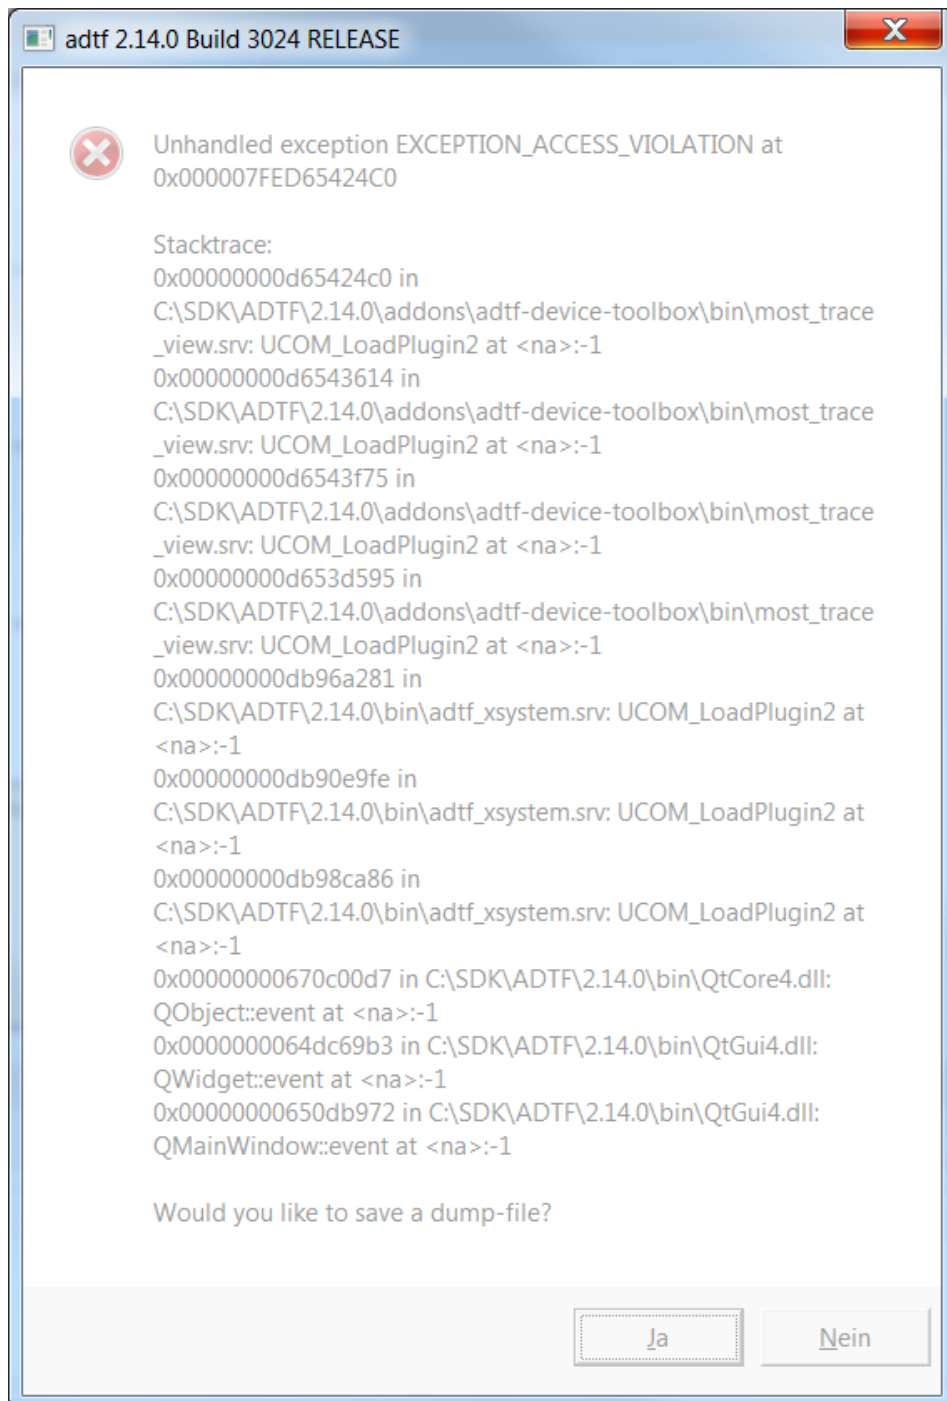 adtf 2.14.0 Build 3024 RELEASE
Unhandled exception EXCEPTION_ACCESS_VIOLATION at
0x000007FED65424C0
Stacktrace:
0x00000000d65424c0 in
C:\SDK\ADTF\2.14.0\addons\adtf-device-toolbox\bin\most_trace
_view.srv: UCOM_LoadPlugin2 at <na>:-1
0x00000000d6543614 in
C:\SDK\ADTF\2.14.0\addons\adtf-device-toolbox\bin\most_trace
_view.srv: UCOM_LoadPlugin2 at <na>:-1
0x00000000d6543f75 in
C:\SDK\ADTF\2.14.0\addons\adtf-device-toolbox\bin\most_trace
_view.srv: UCOM_LoadPlugin2 at <na>:-1
0x00000000d653d595 in
C:\SDK\ADTF\2.14.0\addons\adtf-device-toolbox\bin\most_trace
_view.srv: UCOM_LoadPlugin2 at <na>:-1
0x00000000db96a281 in
C:\SDK\ADTF\2.14.0\bin\adtf_xsystem.srv: UCOM_LoadPlugin2 at
<na>:-1
0x00000000db90e9fe in
C:\SDK\ADTF\2.14.0\bin\adtf_xsystem.srv: UCOM_LoadPlugin2 at
<na>:-1
0x00000000db98ca86 in
C:\SDK\ADTF\2.14.0\bin\adtf_xsystem.srv: UCOM_LoadPlugin2 at
<na>:-1
0x00000000670c00d7 in C:\SDK\ADTF\2.14.0\bin\QtCore4.dll:
QObject::event at <na>:-1
0x0000000064dc69b3 in C:\SDK\ADTF\2.14.0\bin\QtGui4.dll:
QWidget::event at <na>:-1
0x00000000650db972 in C:\SDK\ADTF\2.14.0\bin\QtGui4.dll:
QMainWindow::event at <na>:-1
Would you like to save a dump-file?
Ja
Nein